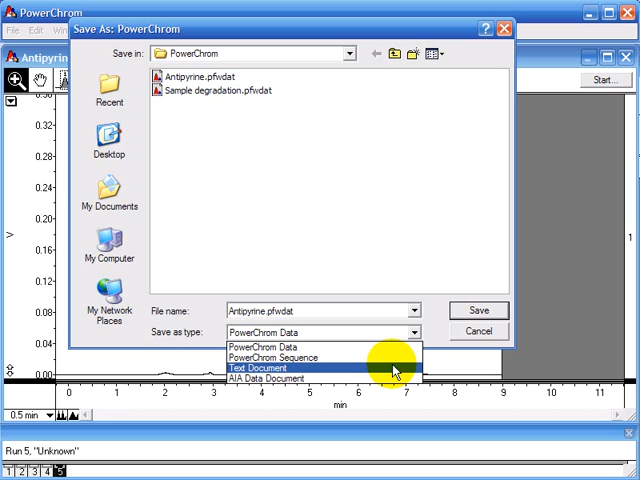 PowerChrom
File Edit Win
Save As: PowerChrom
Save in: PowerChrom
Antipyrine
Start...
Recent
Desktop
My Documents
My Computer
My Network
Places
Antipyrine.pfwdat
Sample degradation.pfwdat
0.32
0.28
0.24
0.20
0.16
0.12
0.08
0.04
0.00
V
1
File name: Antipyrine.pfwdat Save
Save as type: PowerChrom Data Cancel
PowerChrom Data
PowerChrom Sequence
Text Document
AIA Data Document
0 1 2 3 4 5 6 7 8 9 10 11
min
0.5 min
Run 5, "Unknown"
1 2 3 4 5